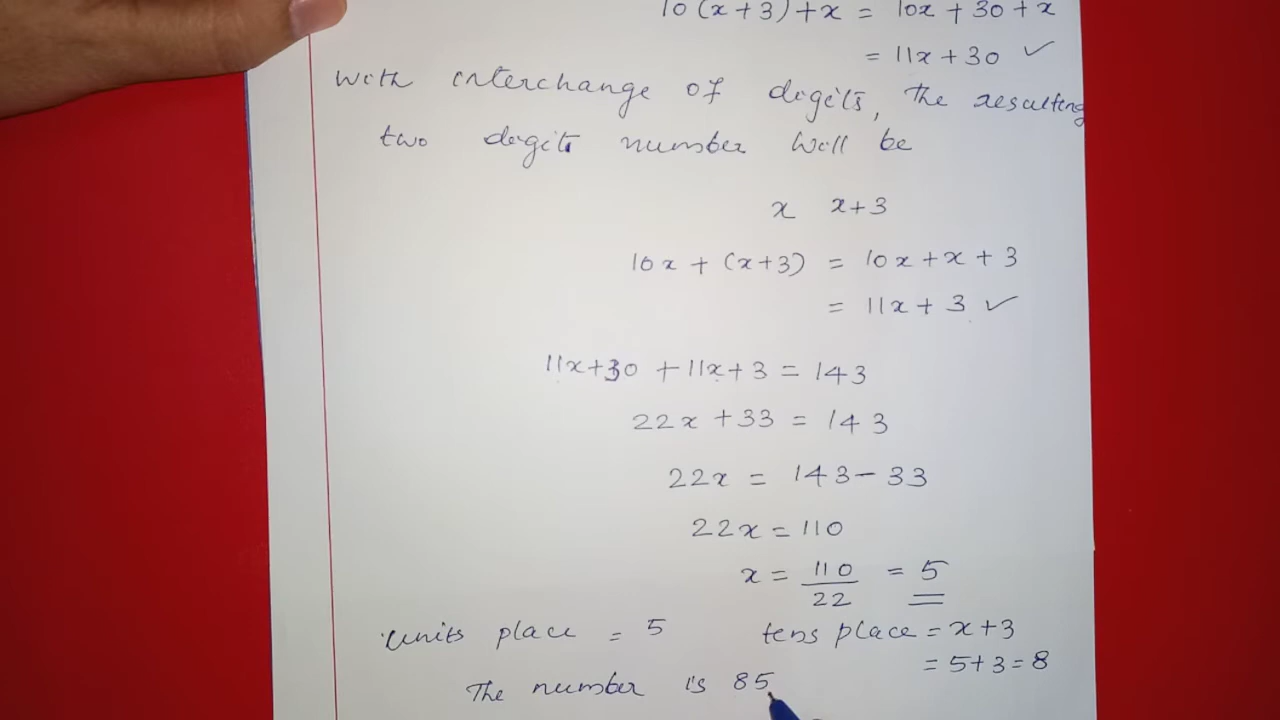 10(x+3)+x = 10x+30+x
= 11x+30 ✓
With interchange of digits, the resulting
two digit number will be
x x+3
10x + (x+3) = 10x+x+3
= 11x+3 ✓
11x+30 + 11x+3 = 143
22x +33 = 143
22x = 143-33
22x = 110
x = 110/22 = 5
units place = 5 tens place = x+3
= 5+3=8
The number is 85